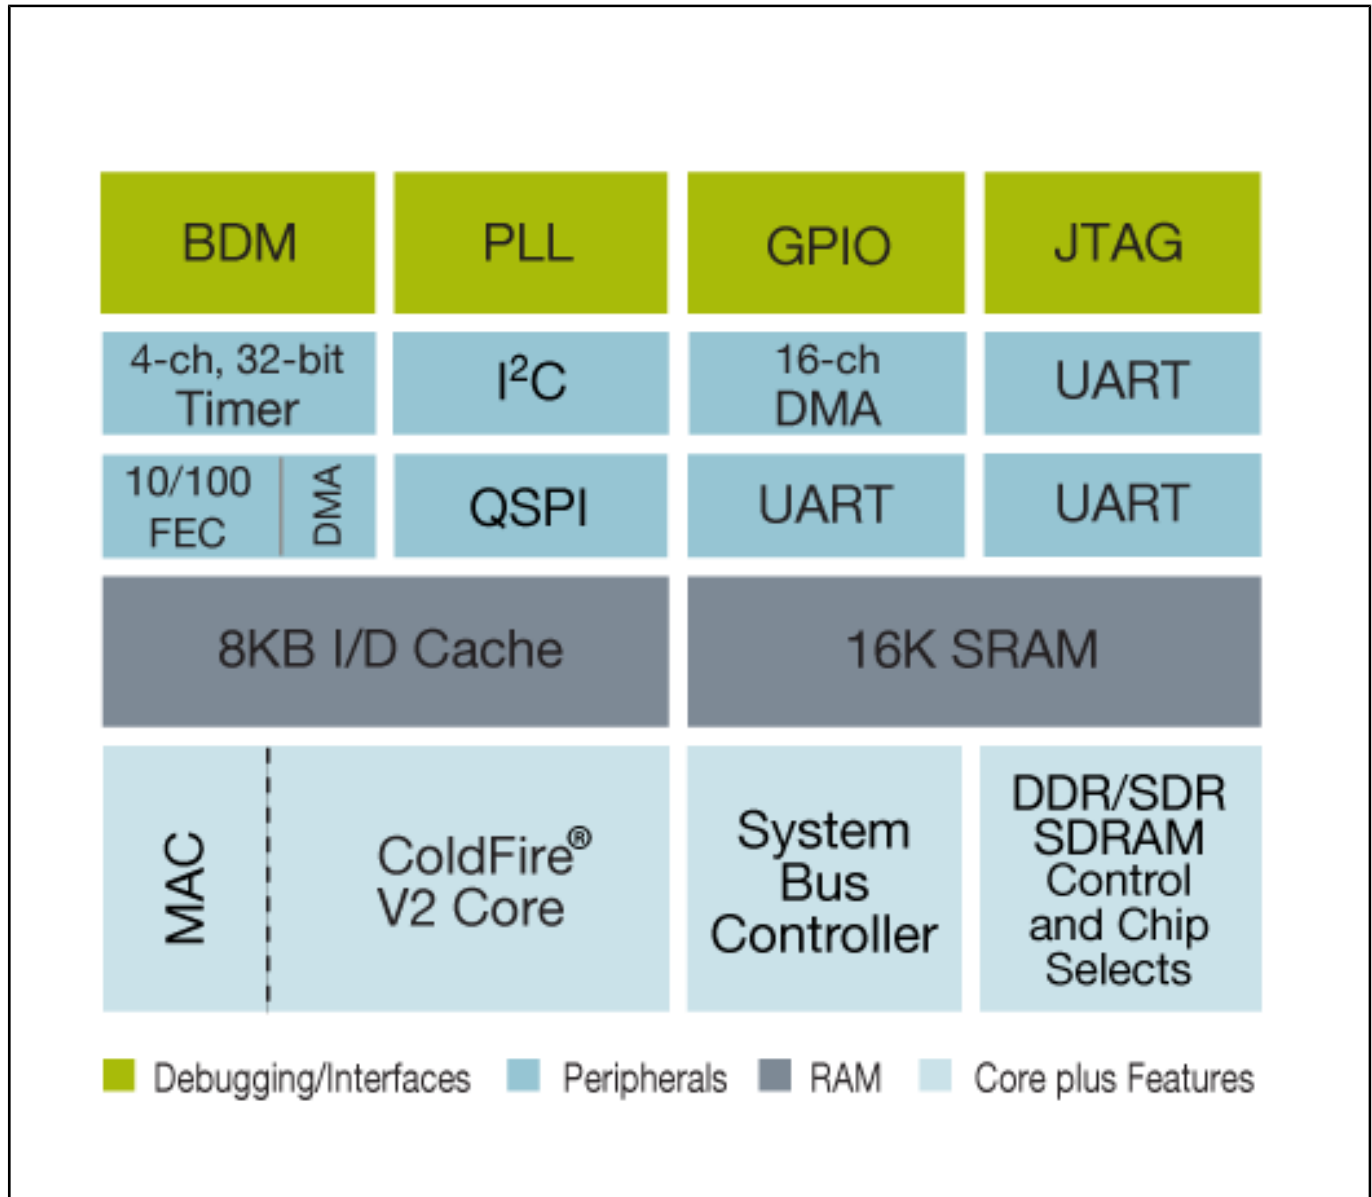 BDM
PLL
GPIO
JTAG
4-ch, 32-bit
Timer
I²C
16-ch
DMA
UART
10/100
FEC
DMA
QSPI
UART
UART
8KB I/D Cache
16K SRAM
MAC
ColdFire®
V2 Core
System
Bus
Controller
DDR/SDR
SDRAM
Control
and Chip
Selects
Debugging/Interfaces
Peripherals
RAM
Core plus Features